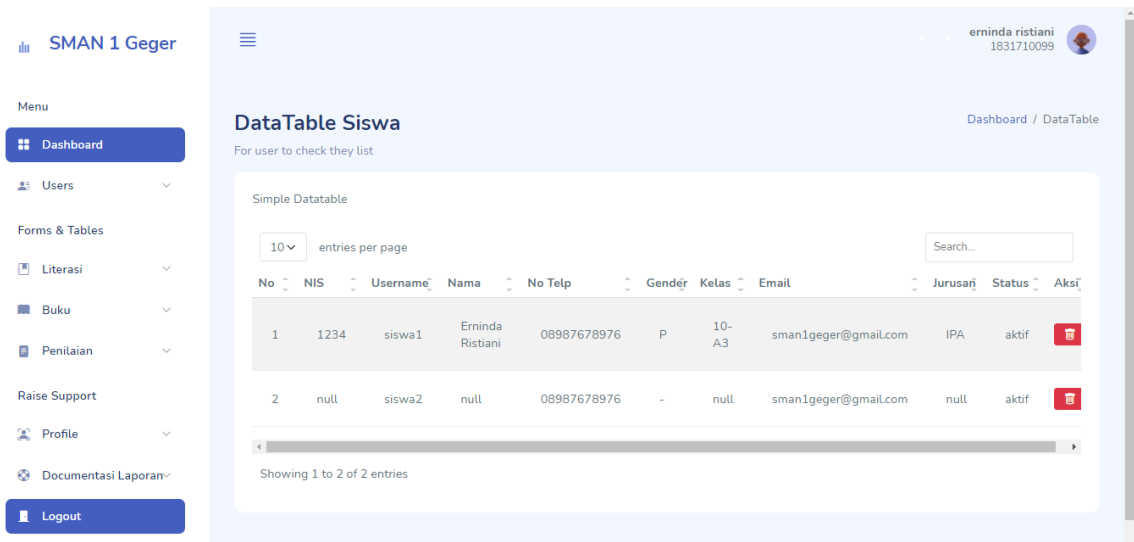 SMAN 1 Geger
erninda ristiani
1831710099
Menu
Dashboard
Users
Forms & Tables
Literasi
Buku
Penilaian
Raise Support
Profile
Documentasi Laporan
Logout
DataTable Siswa
Dashboard / DataTable
For user to check they list
Simple Datatable
10 entries per page Search...
No NIS Username Nama No Telp Gender Kelas Email Jurusan Status Aksi
1 1234 siswa1 Erninda Ristiani 08987678976 P 10-A3 sman1geger@gmail.com IPA aktif
2 null siswa2 null 08987678976 - null sman1geger@gmail.com null aktif
Showing 1 to 2 of 2 entries